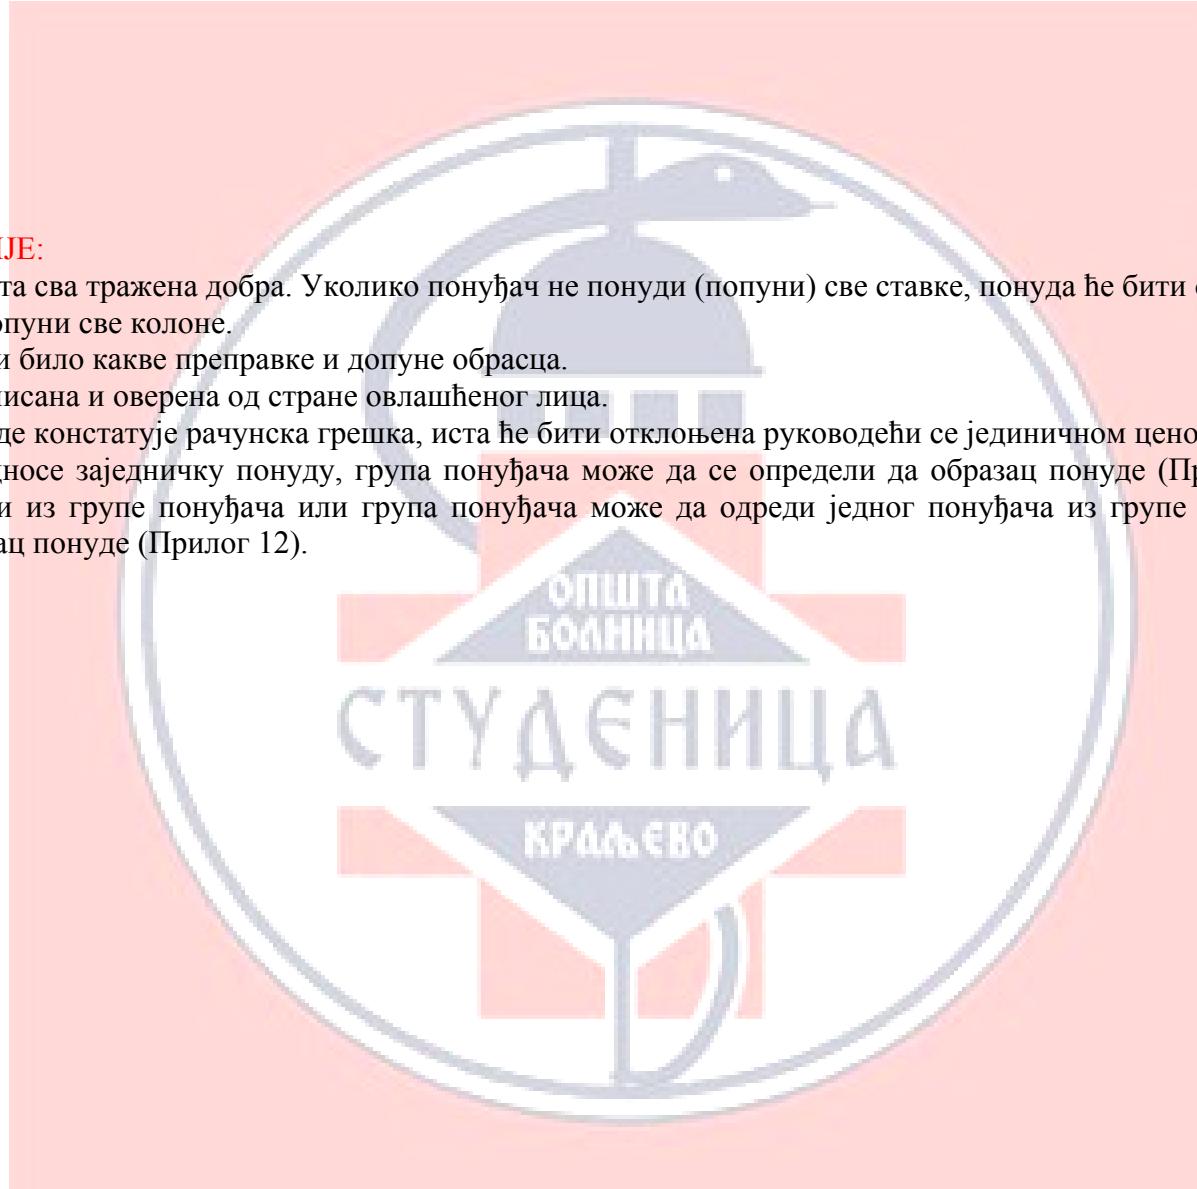 ИЈЕ:
та сва тражена добра. Уколико понуђач не понуди (попуни) све ставке, понуда ће бити
опуни све колоне.
и било какве преправке и допуне обрасца.
исана и оверена од стране овлашћеног лица.
де констатује рачунска грешка, иста ће бити отклоњена руководећи се јединичном цено
дносе заједничку понуду, група понуђача може да се определи да образац понуде (Пр
и из групе понуђача или група понуђача може да одреди једног понуђача из групе
ац понуде (Прилог 12).
ОПШТА
БОЛНИЦА
СТУДЕНИЦА
КРАЉЕВО